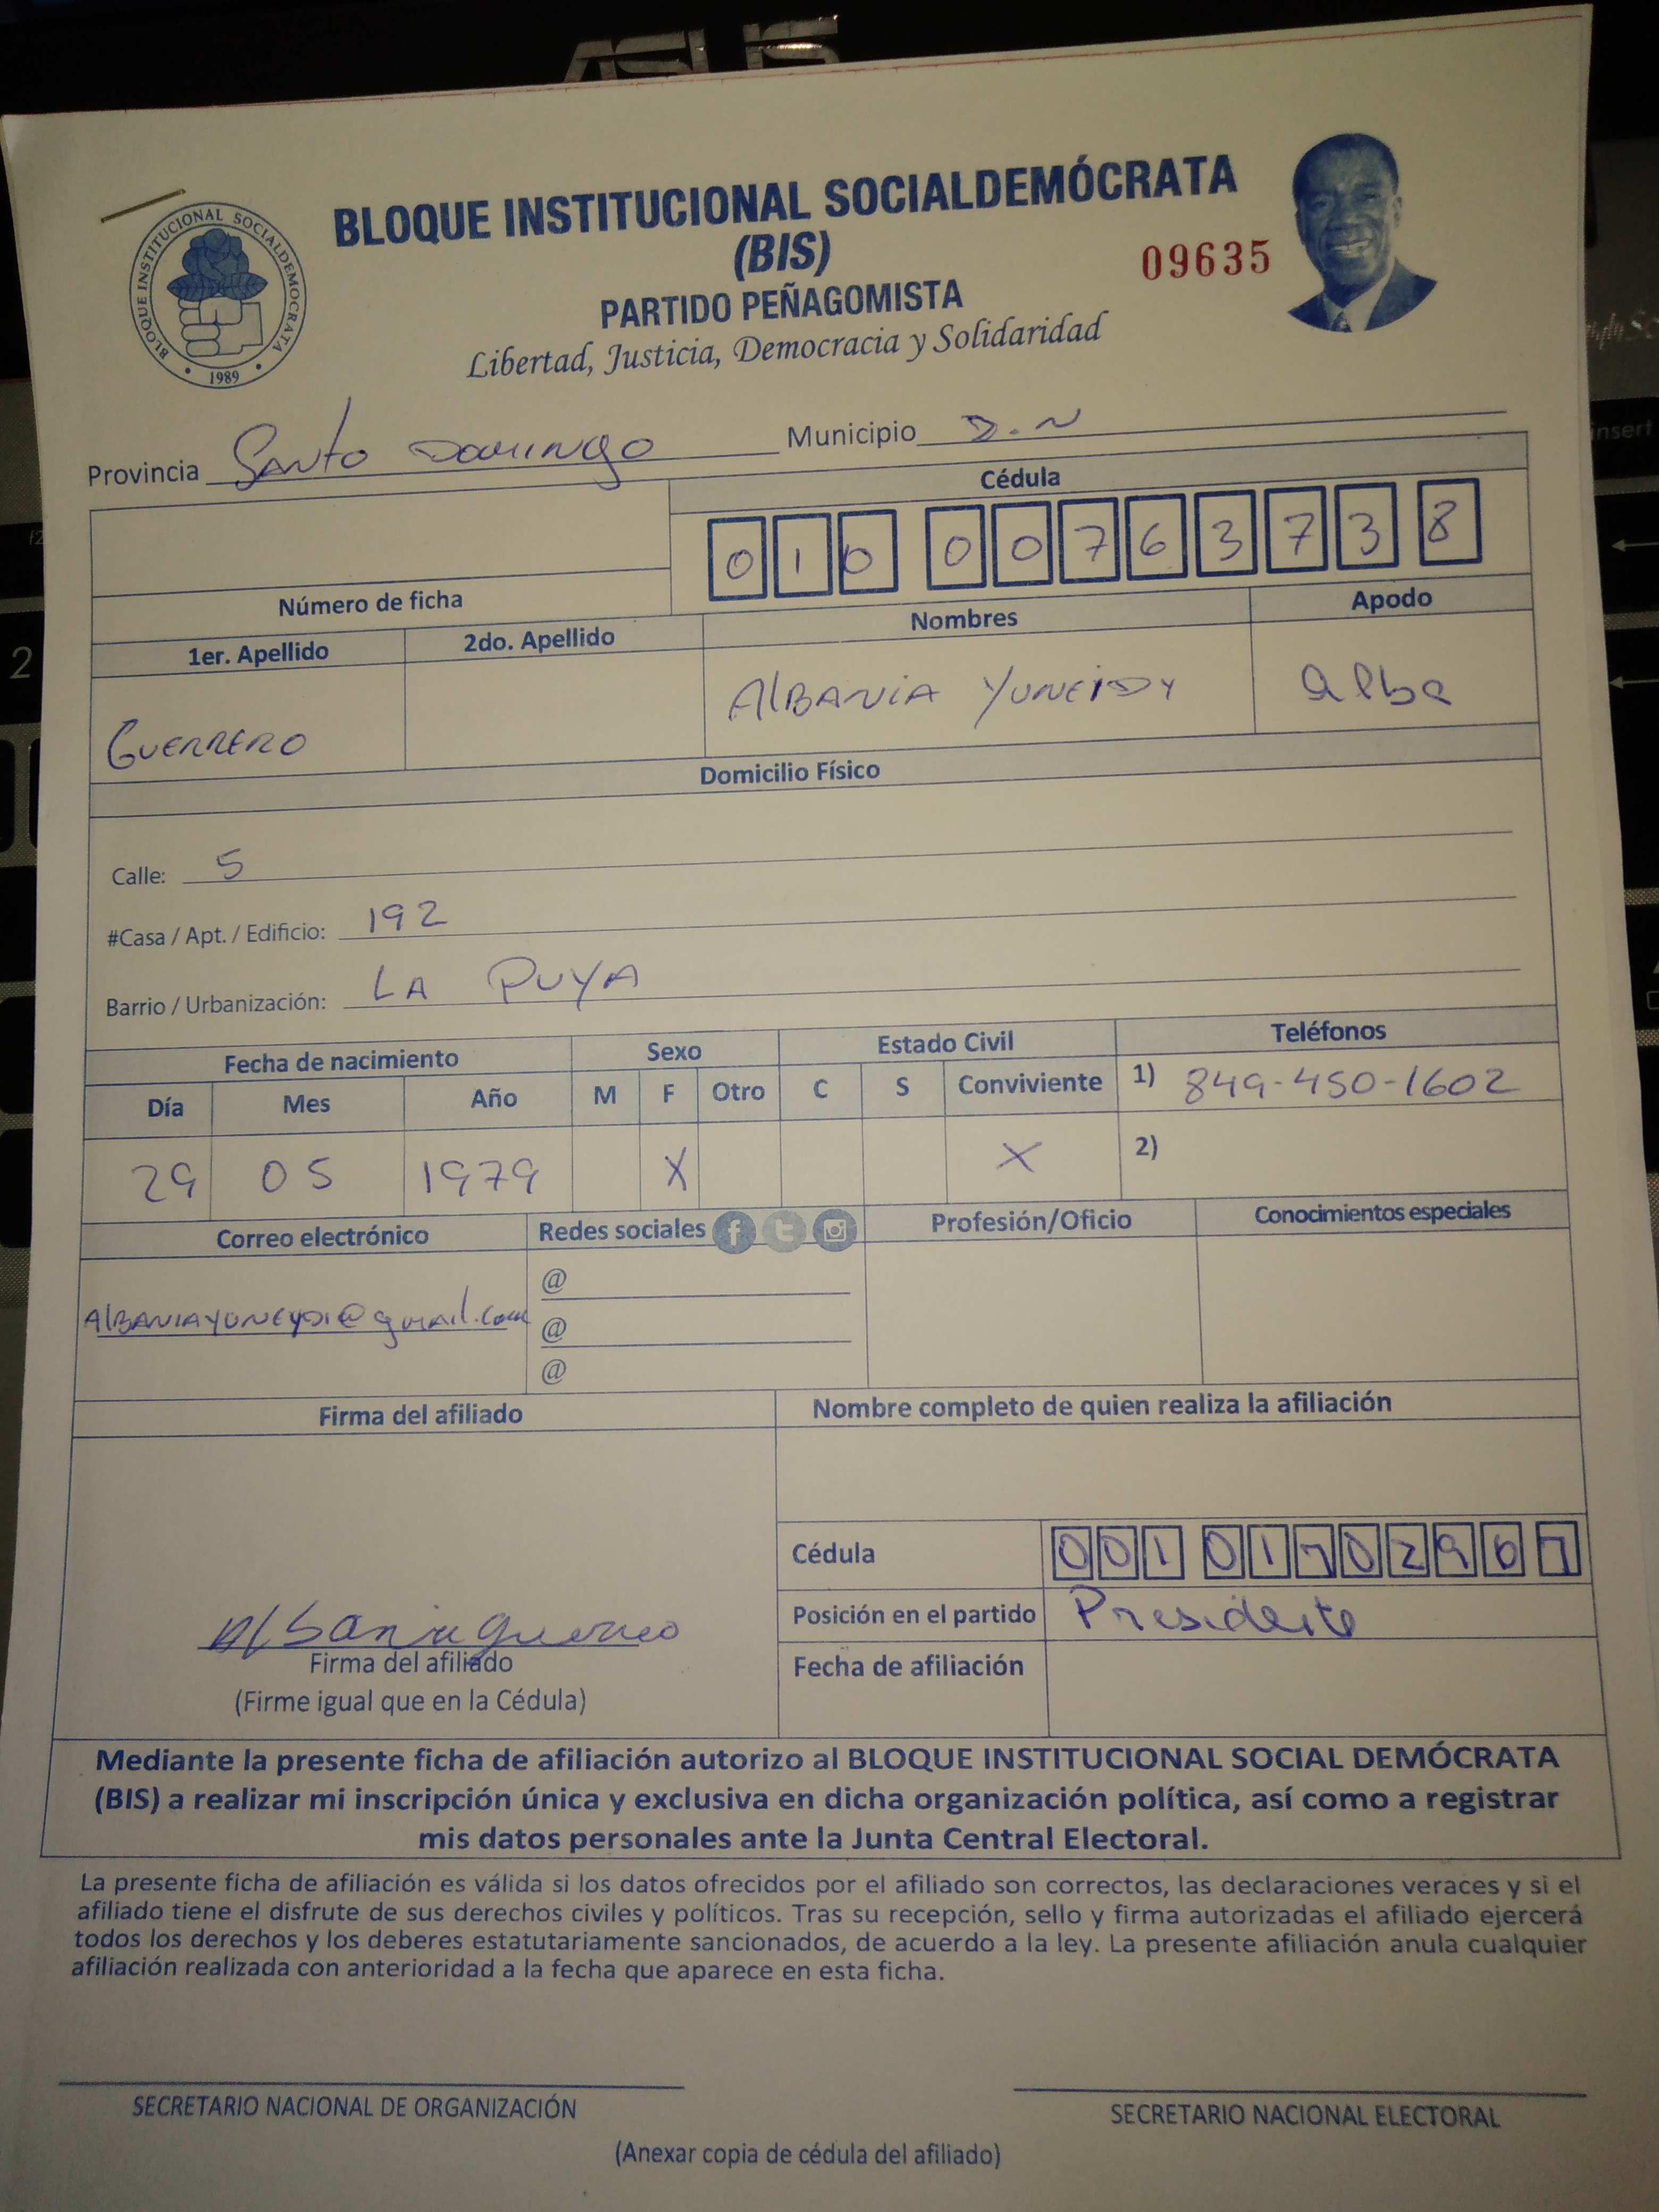 ASUS
BLOQUE INSTITUCIONAL SOCIALDEMÓCRATA
(BIS)
09635
PARTIDO PEÑAGOMISTA
Libertad, Justicia, Democracia y Solidaridad
BLOQUE INSTITUCIONAL SOCIALDEMOCRATA
1989
Provincia Santo Domingo Municipio D.N
Cédula
010 0076373 8
Número de ficha
1er. Apellido 2do. Apellido Nombres Apodo
GUERRERO ALBANIA YUNEIDY alba
Domicilio Físico
Calle: 5
#Casa / Apt. / Edificio: 192
Barrio / Urbanización: LA PUYA
Fecha de nacimiento Sexo Estado Civil Teléfonos
Día Mes Año M F Otro C S Conviviente 1) 849-450-1602
29 05 1979 X X 2)
Correo electrónico Redes sociales Profesión/Oficio Conocimientos especiales
@
AlBANIAYUNEYDI@gmail.com
@
@
Firma del afiliado Nombre completo de quien realiza la afiliación
Cédula 001 0170296 7
Posición en el partido Presidente
Albania guerrero
Firma del afiliado
Fecha de afiliación
(Firme igual que en la Cédula)
Mediante la presente ficha de afiliación autorizo al BLOQUE INSTITUCIONAL SOCIAL DEMÓCRATA
(BIS) a realizar mi inscripción única y exclusiva en dicha organización política, así como a registrar
mis datos personales ante la Junta Central Electoral.
La presente ficha de afiliación es válida si los datos ofrecidos por el afiliado son correctos, las declaraciones veraces y si el
afiliado tiene el disfrute de sus derechos civiles y políticos. Tras su recepción, sello y firma autorizadas el afiliado ejercerá
todos los derechos y los deberes estatutariamente sancionados, de acuerdo a la ley. La presente afiliación anula cualquier
afiliación realizada con anterioridad a la fecha que aparece en esta ficha.
SECRETARIO NACIONAL DE ORGANIZACIÓN SECRETARIO NACIONAL ELECTORAL
(Anexar copia de cédula del afiliado)
insert
2